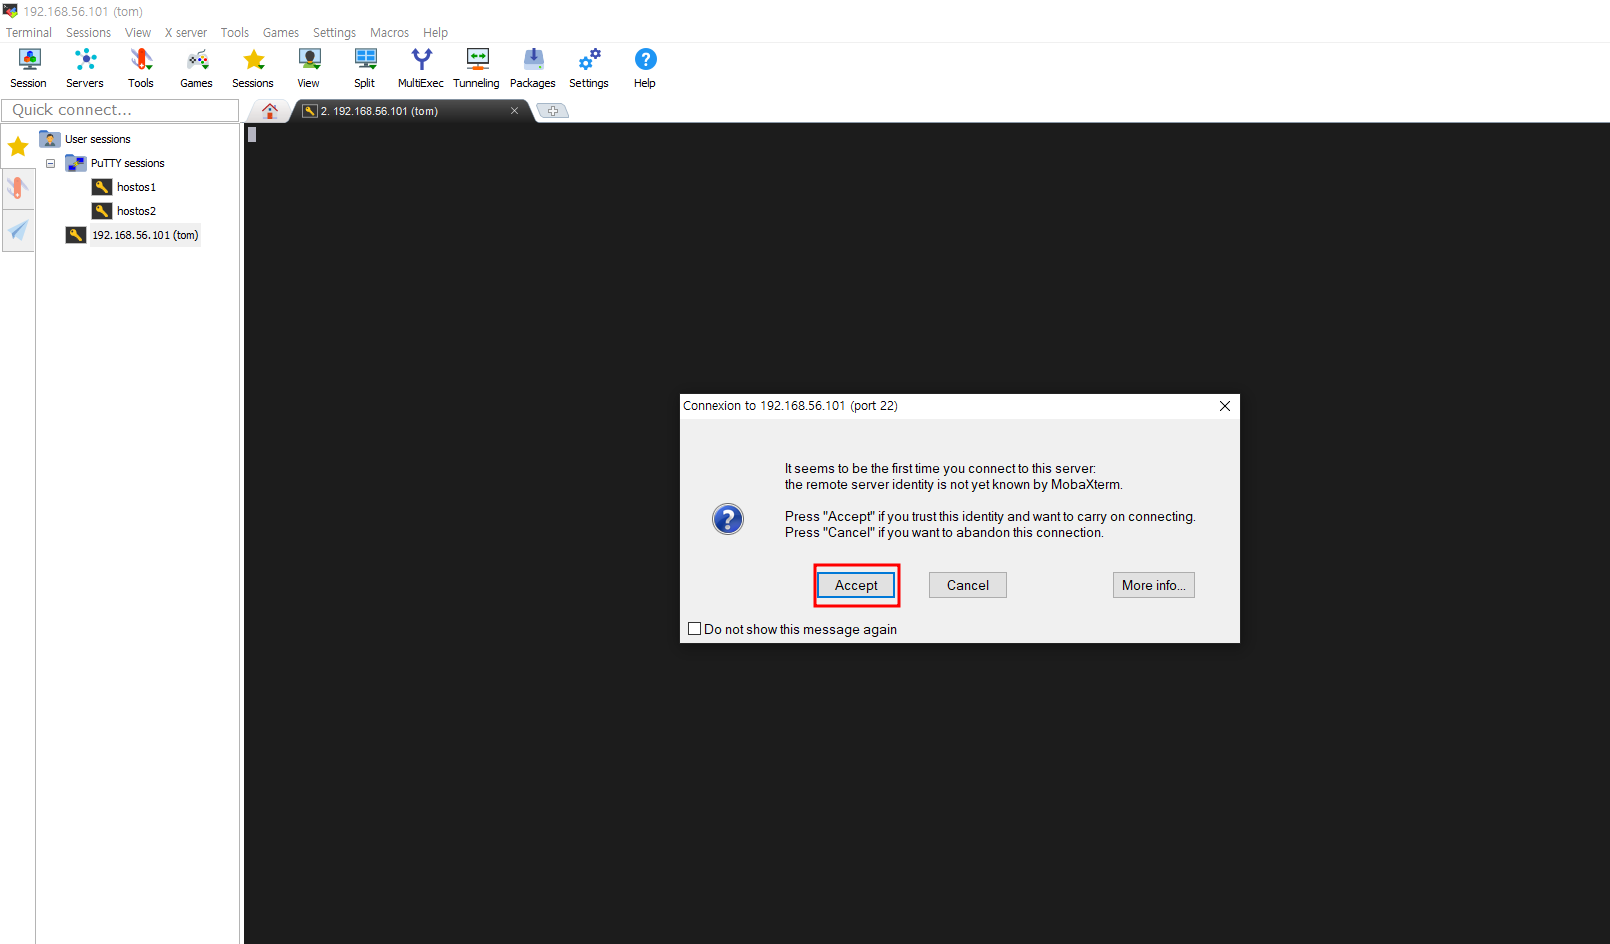 192.168.56.101 (tom)
Terminal Sessions View X server Tools Games Settings Macros Help
Session Servers Tools Games Sessions View Split MultiExec Tunneling Packages Settings Help
Quick connect...
2. 192.168.56.101 (tom)
User sessions
PuTTY sessions
hostos1
hostos2
192.168.56.101 (tom)
Connexion to 192.168.56.101 (port 22)
It seems to be the first time you connect to this server:
the remote server identity is not yet known by MobaXterm.
Press "Accept" if you trust this identity and want to carry on connecting.
Press "Cancel" if you want to abandon this connection.
Accept Cancel More info...
Do not show this message again